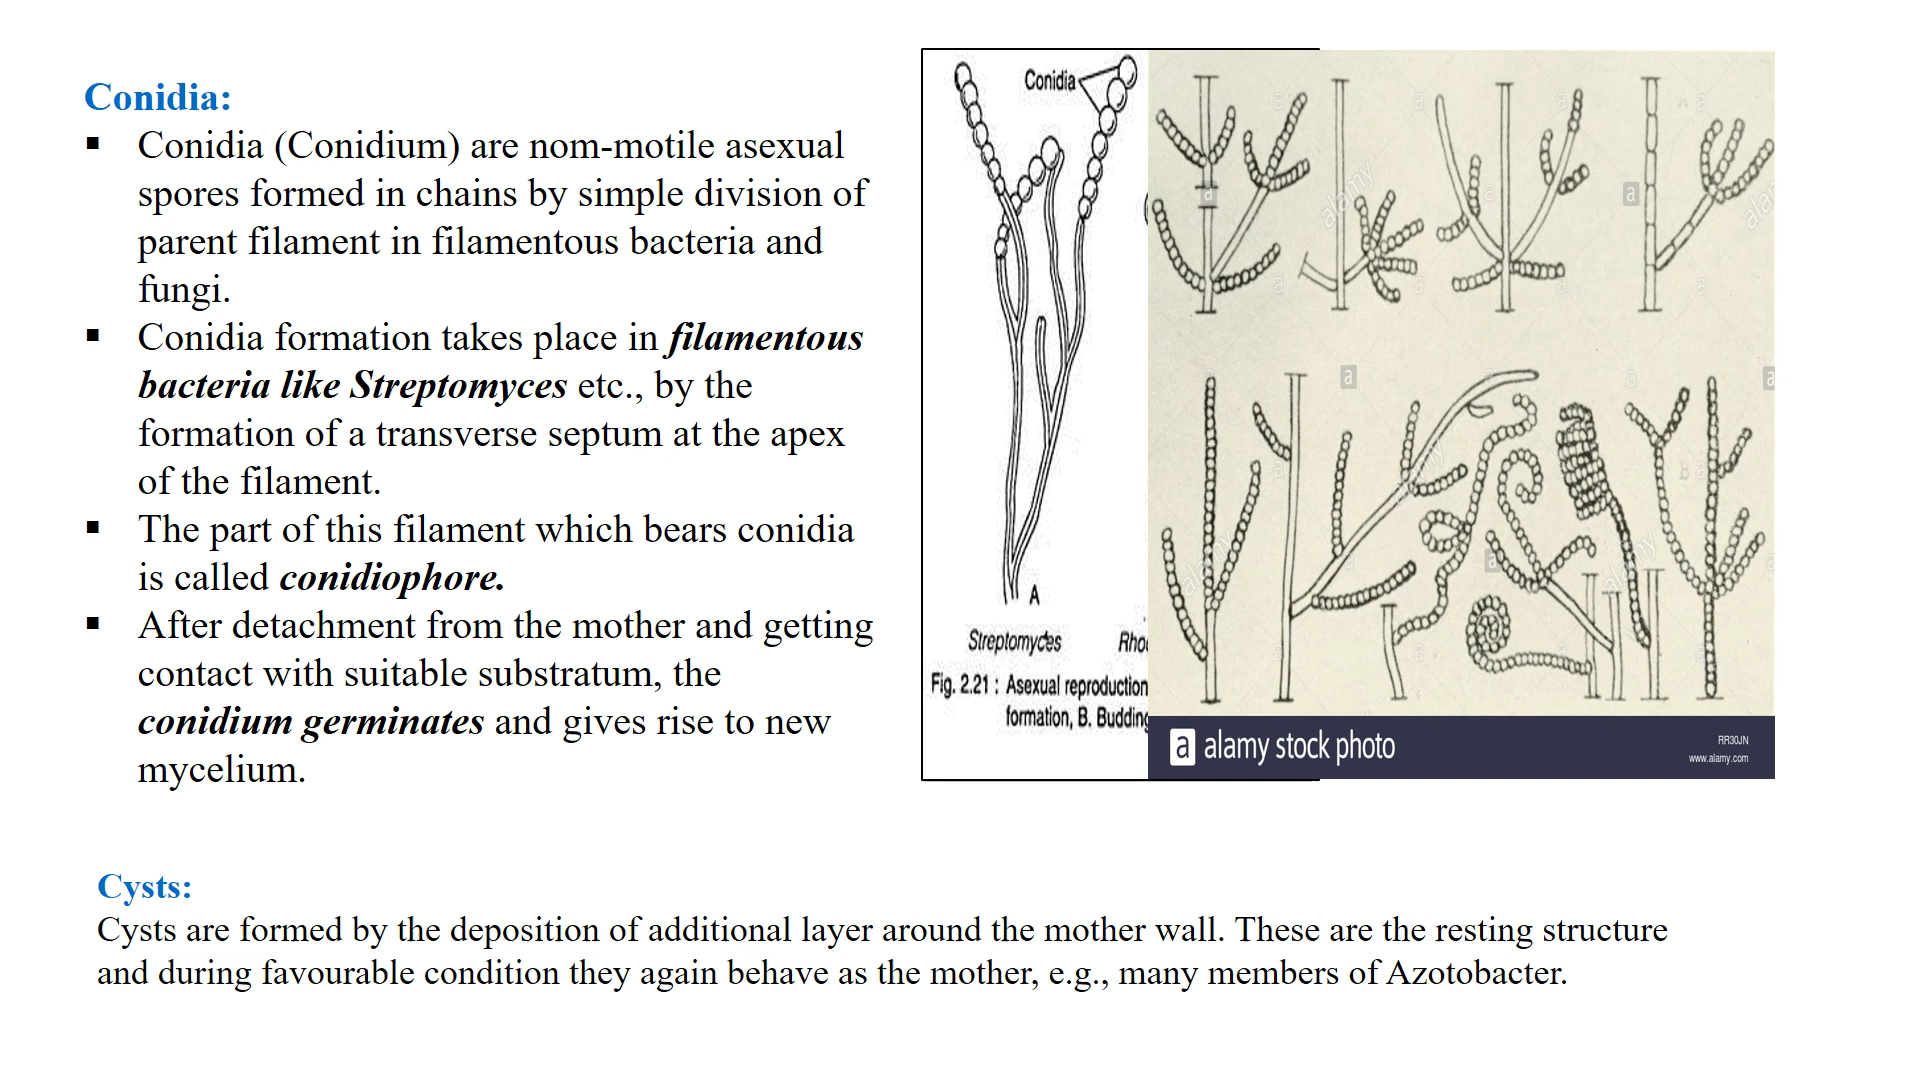 Conidia:
▪ Conidia (Conidium) are nom-motile asexual
spores formed in chains by simple division of
parent filament in filamentous bacteria and
fungi.
▪ Conidia formation takes place in filamentous
bacteria like Streptomyces etc., by the
formation of a transverse septum at the apex
of the filament.
▪ The part of this filament which bears conidia
is called conidiophore.
▪ After detachment from the mother and getting
contact with suitable substratum, the
conidium germinates and gives rise to new
mycelium.
Conidia
A
Streptomyces
Fig. 2.21 : Asexual reproduction
formation, B. Budding
alamy
a alamy stock photo
RR30JN
www.alamy.com
Cysts:
Cysts are formed by the deposition of additional layer around the mother wall. These are the resting structure
and during favourable condition they again behave as the mother, e.g., many members of Azotobacter.